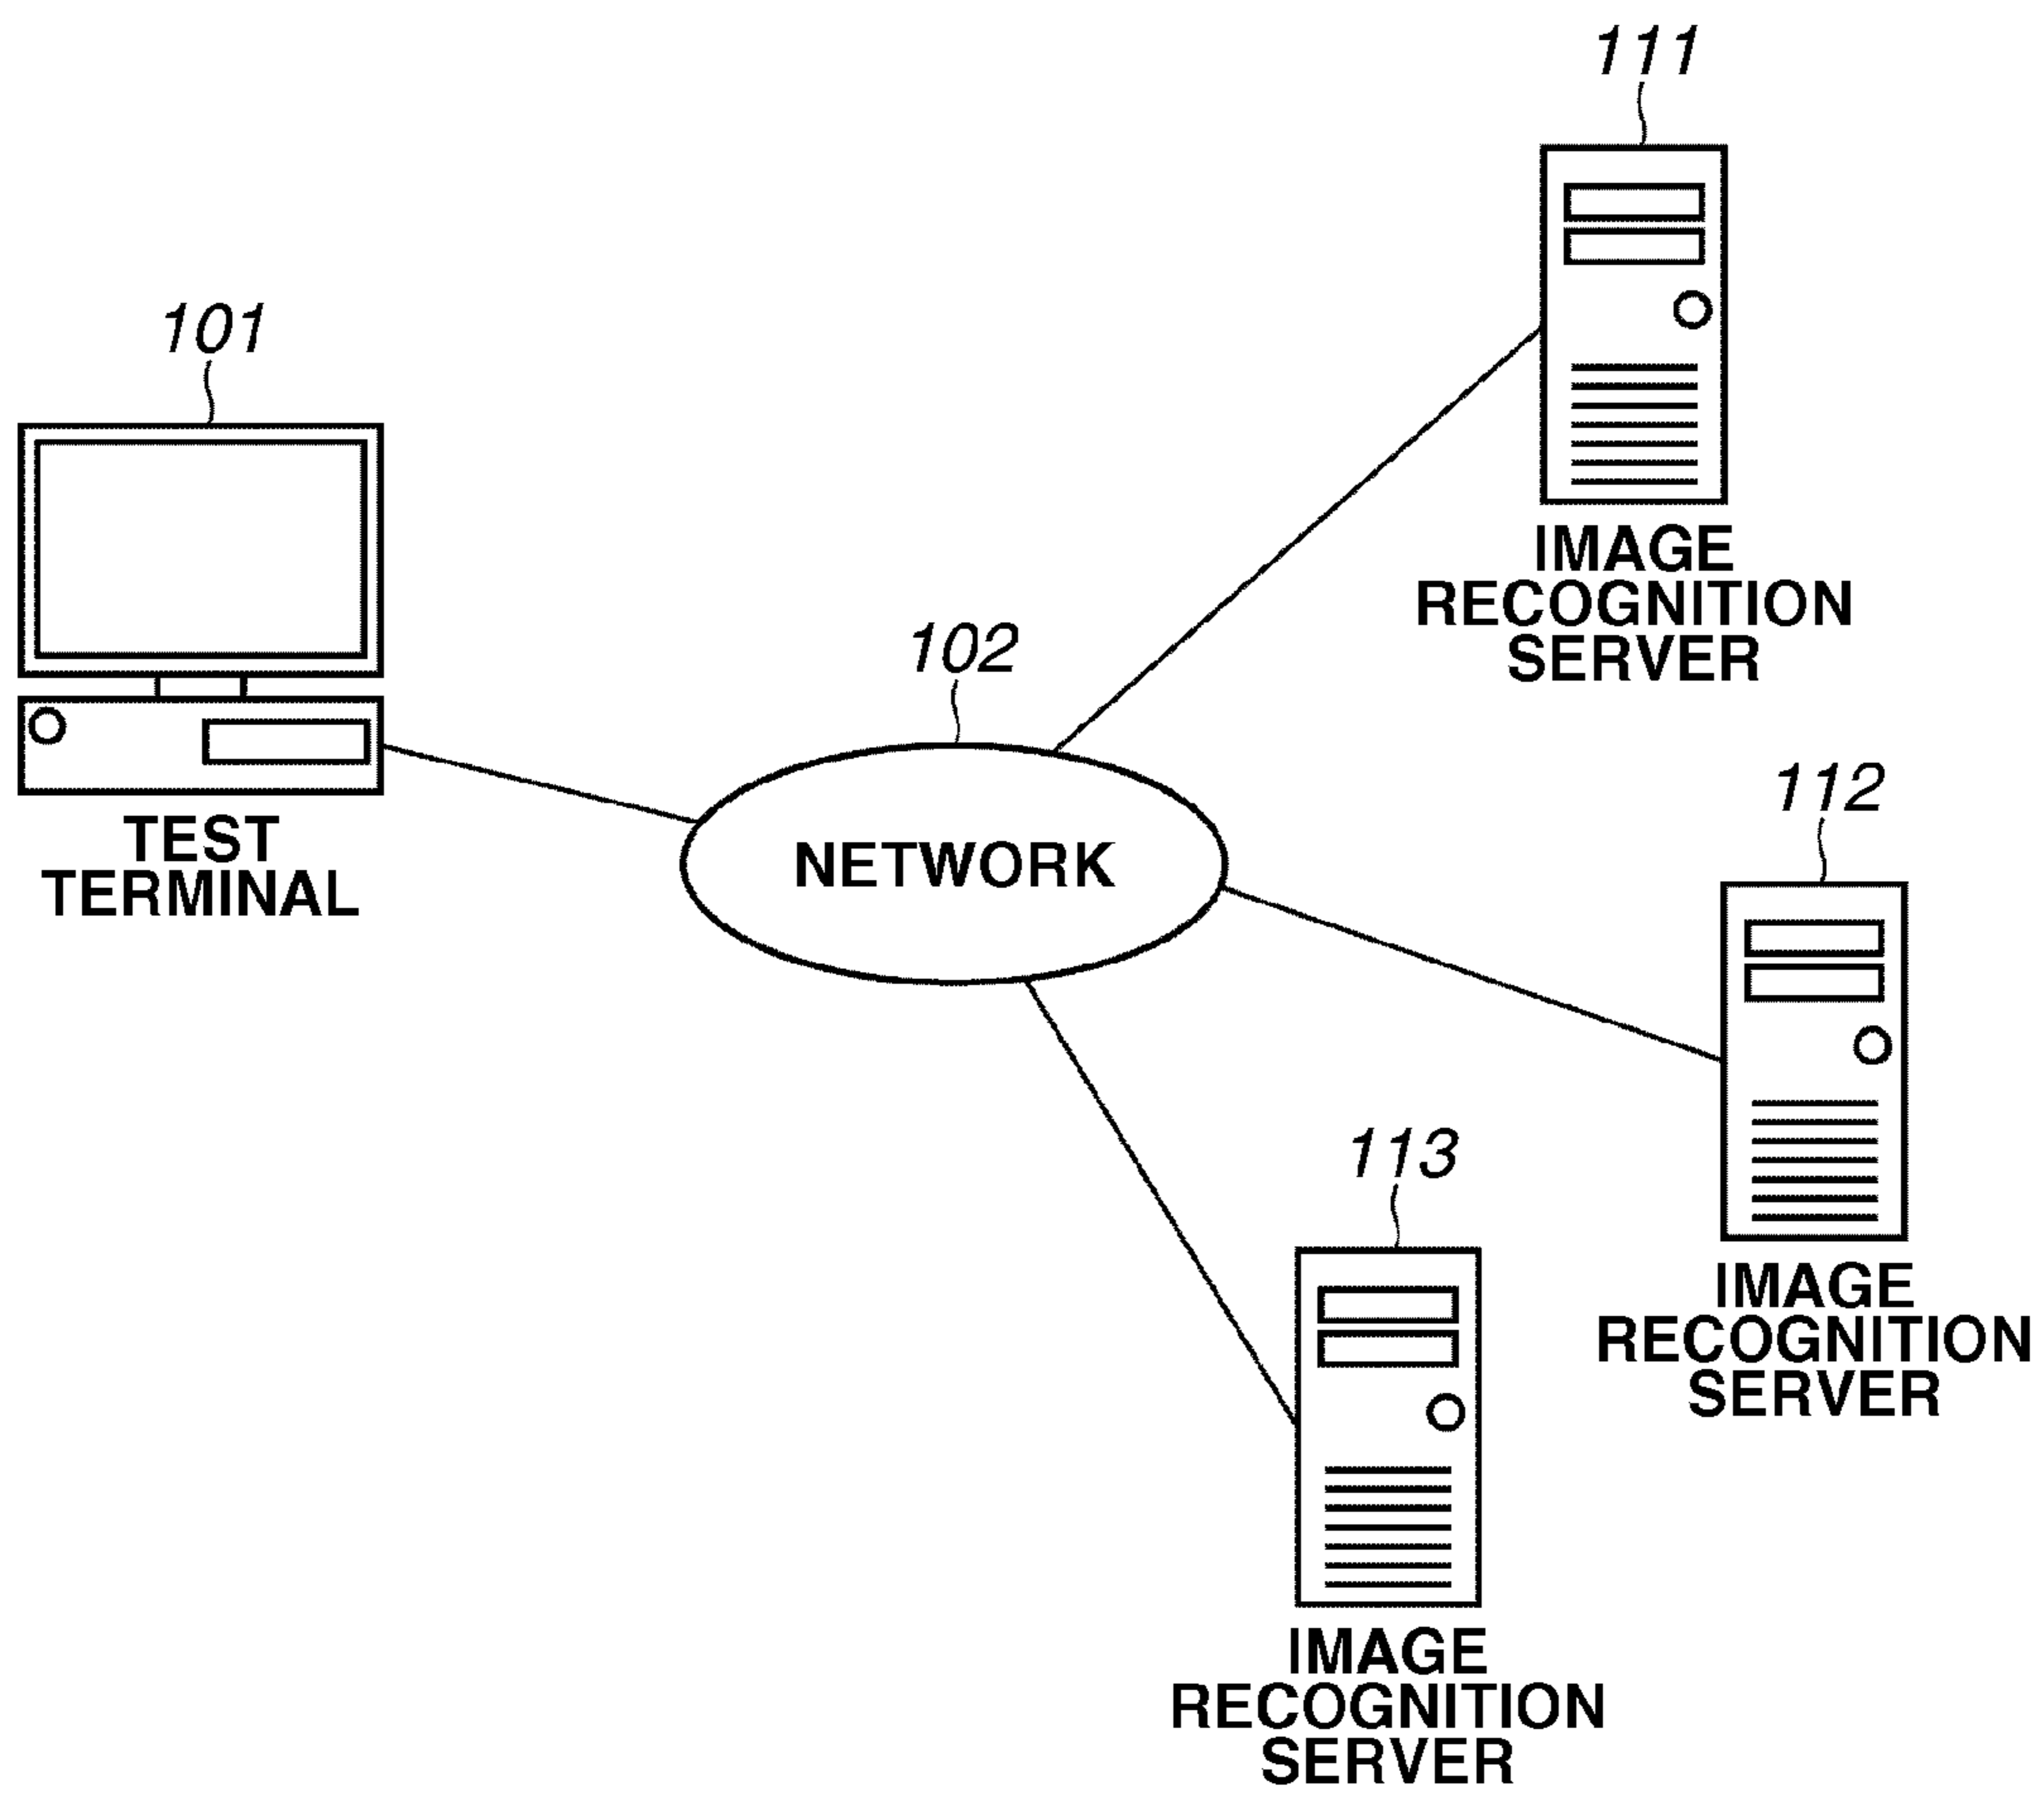 111
IMAGE
RECOGNITION
SERVER
101
TEST
TERMINAL
102
NETWORK
112
IMAGE
RECOGNITION
SERVER
113
IMAGE
RECOGNITION
SERVER